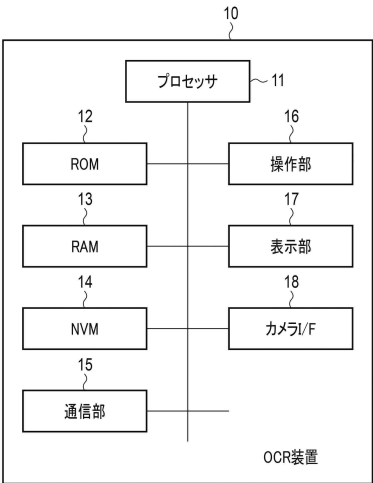 10
プロセッサ 11
12
ROM
16
操作部
13
RAM
17
表示部
14
NVM
18
カメラI/F
15
通信部
OCR装置